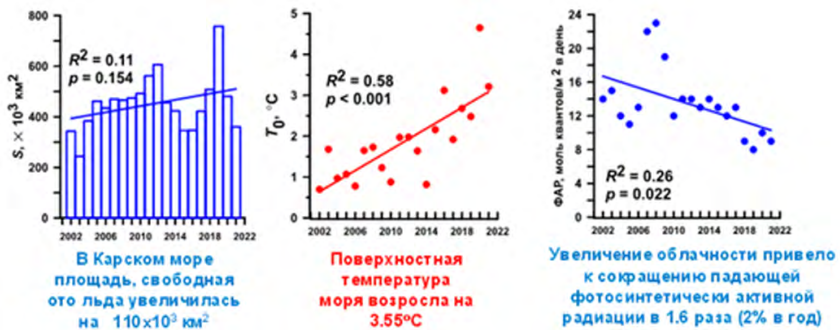 800
600
400
200
0
S, × 10³ км²
R² = 0.11
p = 0.154
2002 2006 2010 2014 2018 2022
В Карском море
площадь, свободная
ото льда увеличилась
на 110x10³ км²
5
4
3
2
1
0
T₀, °C
R² = 0.58
p < 0.001
2002 2006 2010 2014 2018 2022
Поверхностная
температура
моря возросла на
3.55ºС
24
20
16
12
8
4
0
ФАР, моль квантов/м² в день
R² = 0.26
p = 0.022
2002 2006 2010 2014 2018 2022
Увеличение облачности привело
к сокращению падающей
фотосинтетически активной
радиации в 1.6 раза (2% в год)